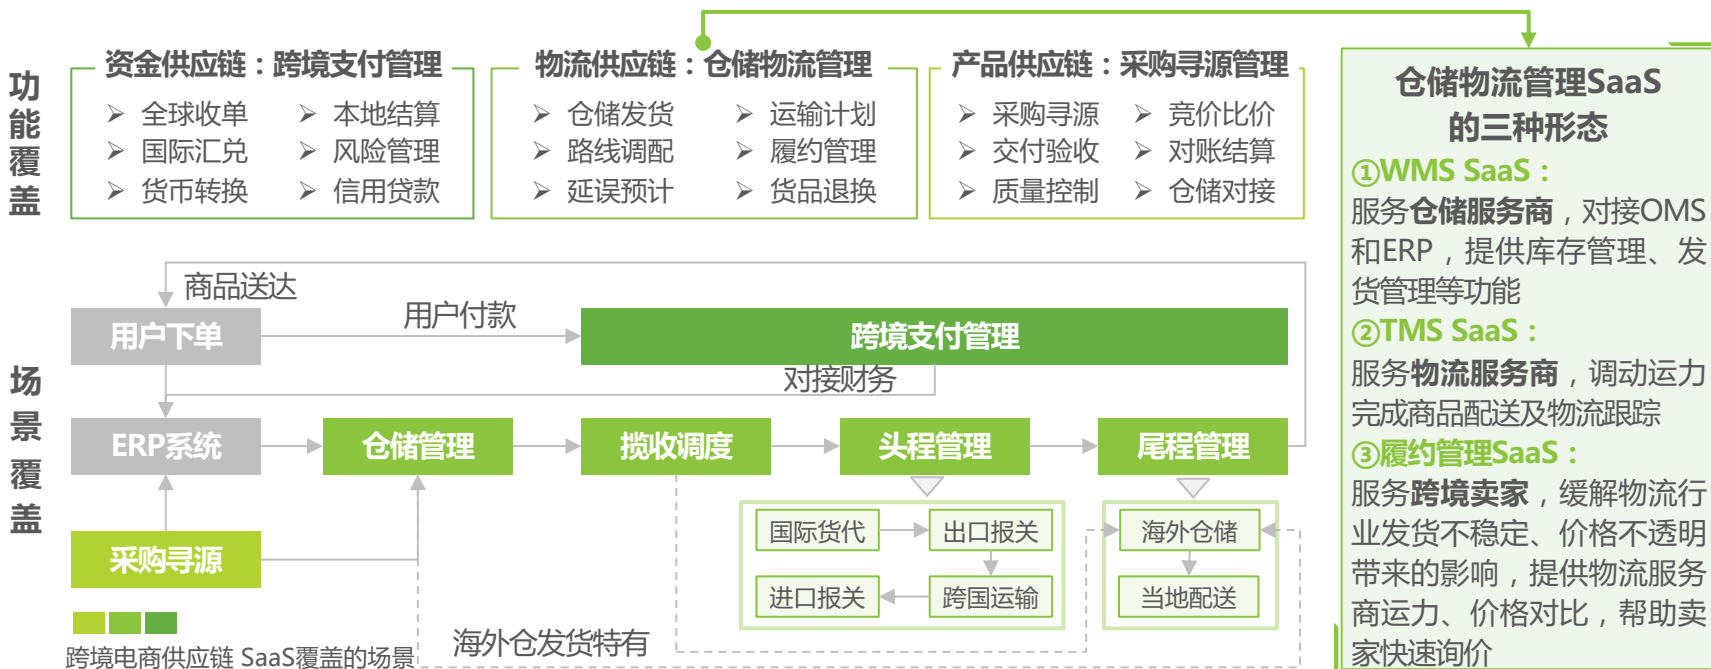 功能覆盖
资金供应链：跨境支付管理
➢ 全球收单
➢ 本地结算
➢ 国际汇兑
➢ 风险管理
➢ 货币转换
➢ 信用贷款
物流供应链：仓储物流管理
➢ 仓储发货
➢ 运输计划
➢ 路线调配
➢ 履约管理
➢ 延误预计
➢ 货品退换
产品供应链：采购寻源管理
➢ 采购寻源
➢ 竞价比价
➢ 交付验收
➢ 对账结算
➢ 质量控制
➢ 仓储对接
场景覆盖
商品送达
用户下单
用户付款
跨境支付管理
对接财务
ERP系统
仓储管理
揽收调度
头程管理
尾程管理
采购寻源
国际货代
出口报关
进口报关
跨国运输
海外仓储
当地配送
海外仓发货特有
跨境电商供应链 SaaS覆盖的场景
仓储物流管理SaaS
的三种形态
①WMS SaaS：
服务仓储服务商，对接OMS
和ERP，提供库存管理、发
货管理等功能
②TMS SaaS：
服务物流服务商，调动运力
完成商品配送及物流跟踪
③履约管理SaaS：
服务跨境卖家，缓解物流行
业发货不稳定、价格不透明
带来的影响，提供物流服务
商运力、价格对比，帮助卖
家快速询价